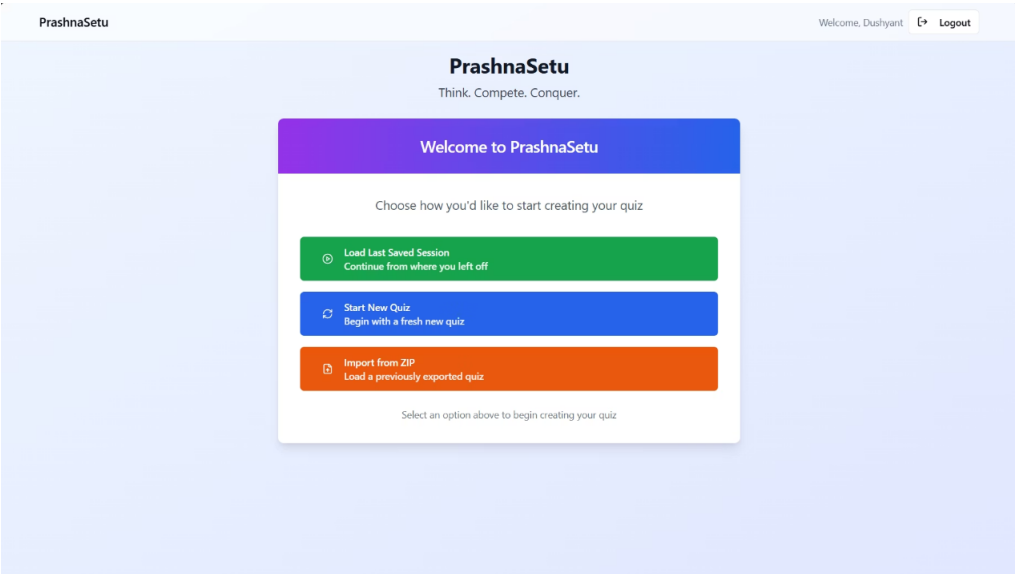 PrashnaSetu
Welcome, Dushyant
Logout
PrashnaSetu
Think. Compete. Conquer.
Welcome to PrashnaSetu
Choose how you'd like to start creating your quiz
Load Last Saved Session
Continue from where you left off
Start New Quiz
Begin with a fresh new quiz
Import from ZIP
Load a previously exported quiz
Select an option above to begin creating your quiz